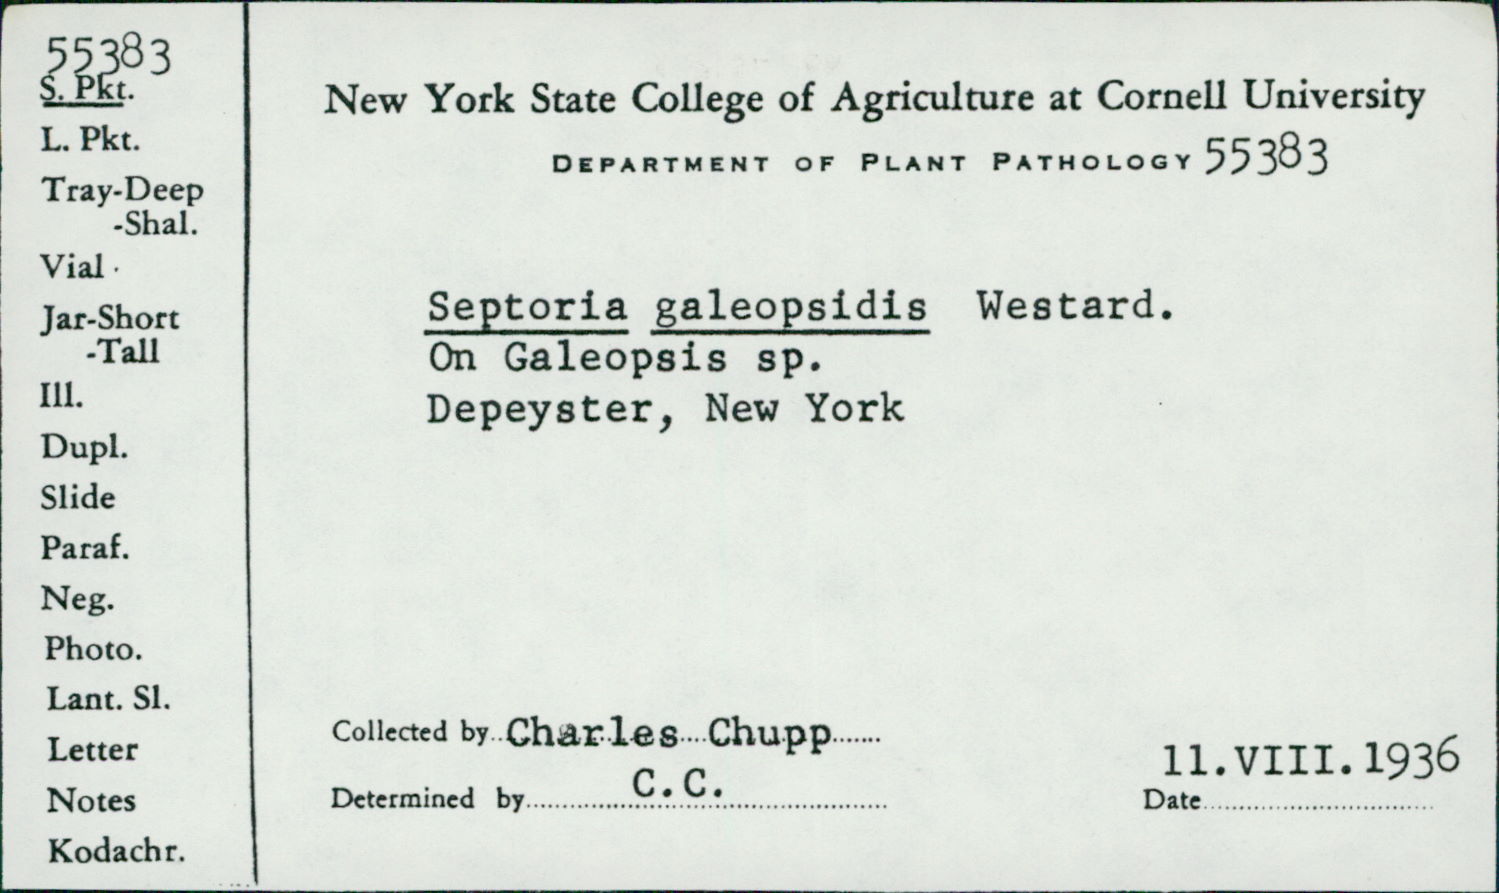 55383
S. Pkt.
L. Pkt.
Tray-Deep
-Shal.
Vial
Jar-Short
-Tall
Ill.
Dupl.
Slide
Paraf.
Neg.
Photo.
Lant. Sl.
Letter
Notes
Kodachr.
New York State College of Agriculture at Cornell University
DEPARTMENT OF PLANT PATHOLOGY 55383
Septoria galeopsidis Westard.
On Galeopsis sp.
Depeyster, New York
Collected by Charles Chupp
Determined by C.C.
11.VIII.1936
Date